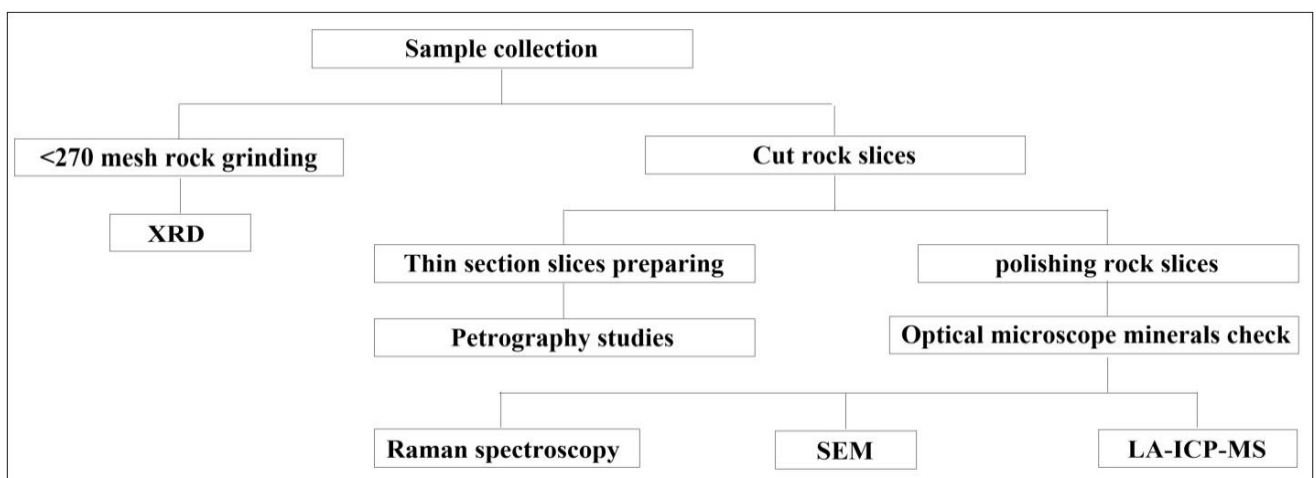 Sample collection
<270 mesh rock grinding
Cut rock slices
XRD
Thin section slices preparing
polishing rock slices
Petrography studies
Optical microscope minerals check
Raman spectroscopy
SEM
LA-ICP-MS